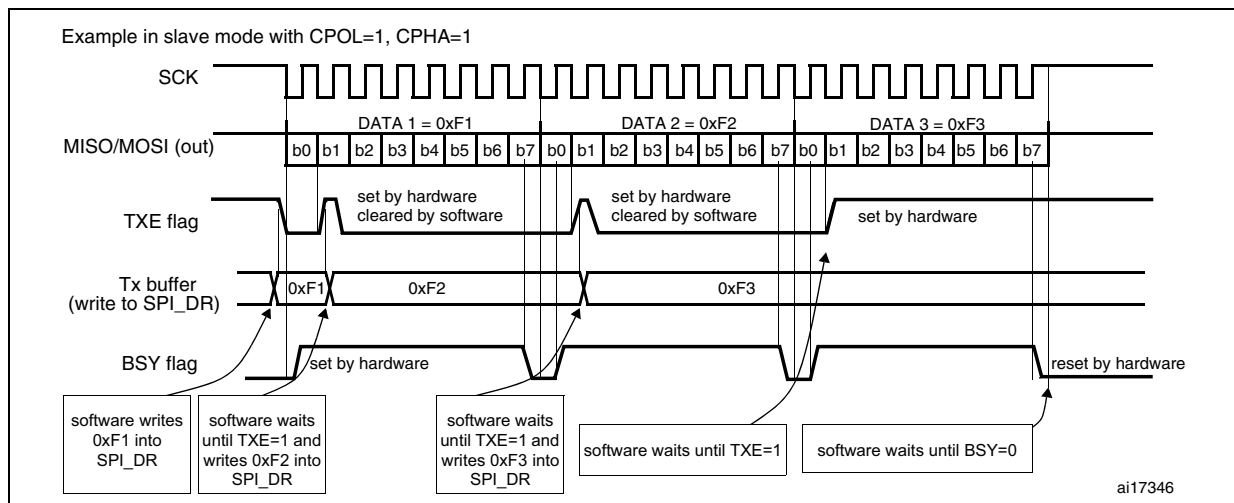 Example in slave mode with CPOL=1, CPHA=1
SCK
DATA 1 = 0xF1
DATA 2 = 0xF2
DATA 3 = 0xF3
MISO/MOSI (out)
b0 b1 b2 b3 b4 b5 b6 b7 b0 b1 b2 b3 b4 b5 b6 b7 b0 b1 b2 b3 b4 b5 b6 b7
TXE flag
set by hardware
cleared by software
set by hardware
cleared by software
set by hardware
Tx buffer
(write to SPI_DR)
0xF1
0xF2
0xF3
BSY flag
set by hardware
reset by hardware
software writes
0xF1 into
SPI_DR
software waits
until TXE=1 and
writes 0xF2 into
SPI_DR
software waits
until TXE=1 and
writes 0xF3 into
SPI_DR
software waits until TXE=1
software waits until BSY=0
ai17346